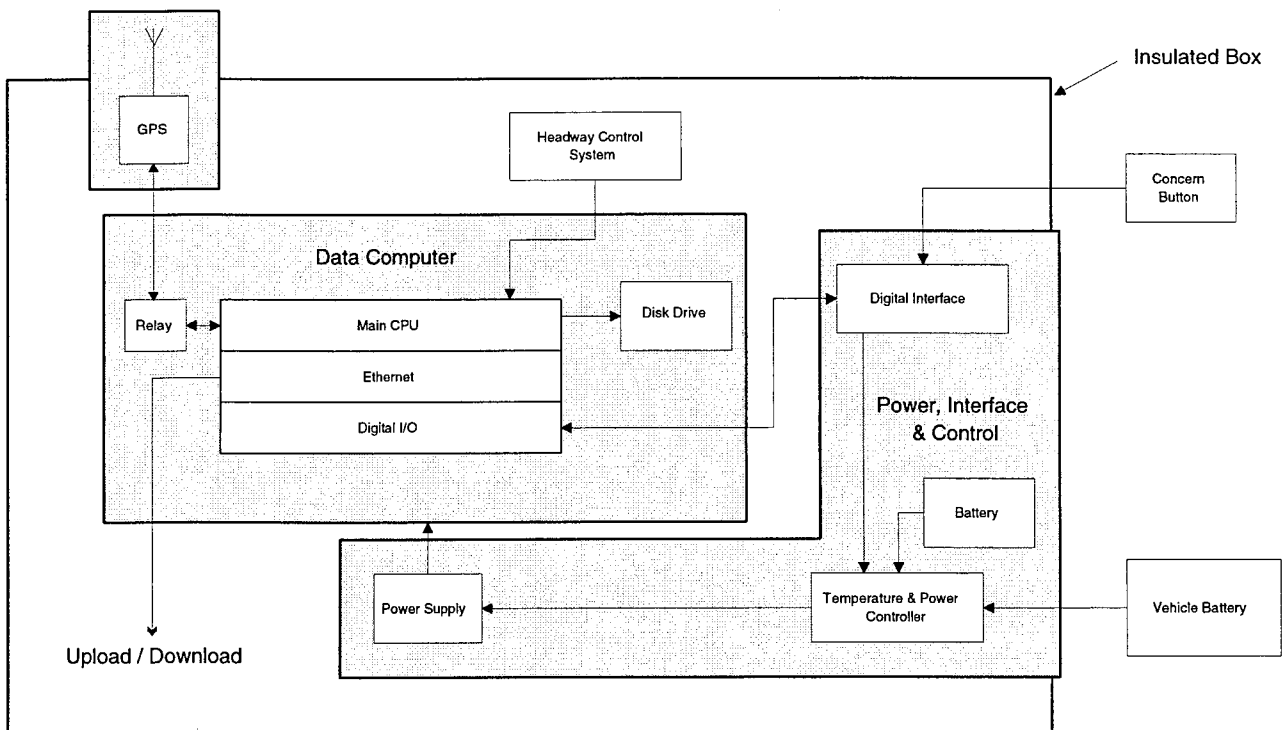 Insulated Box
GPS
Headway Control
System
Concern
Button
Data Computer
Digital Interface
Relay
Main CPU
Disk Drive
Ethernet
Digital I/O
Power, Interface
& Control
Battery
Power Supply
Temperature & Power
Controller
Vehicle Battery
Upload / Download